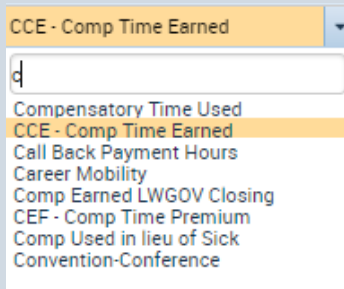 CCE - Comp Time Earned
c
Compensatory Time Used
CCE - Comp Time Earned
Call Back Payment Hours
Career Mobility
Comp Earned LWGOV Closing
CEF - Comp Time Premium
Comp Used in lieu of Sick
Convention-Conference